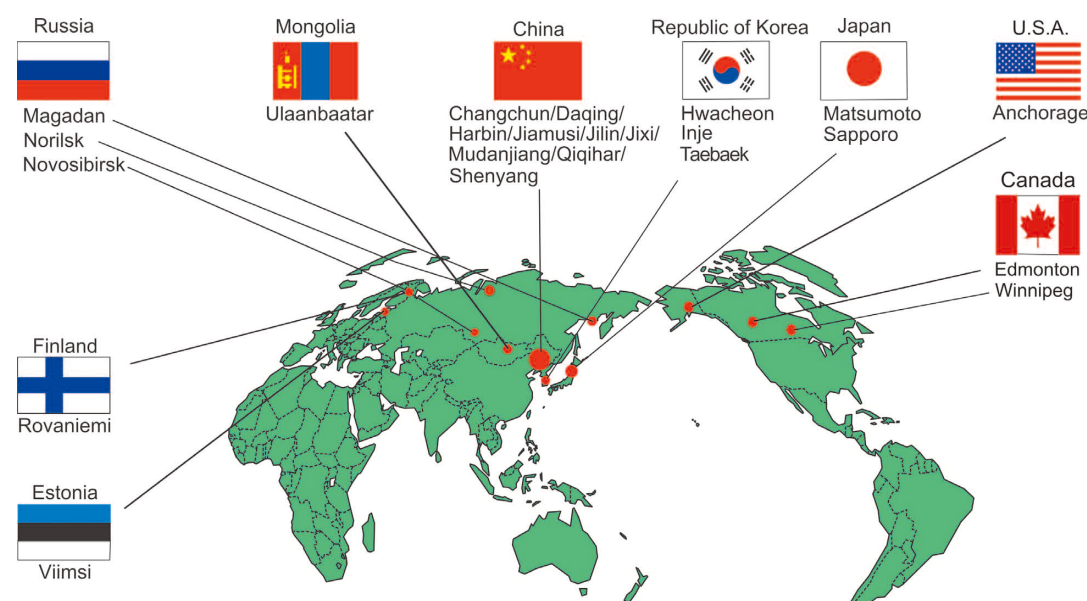 Russia
Magadan
Norilsk
Novosibirsk
Mongolia
Ulaanbaatar
China
Changchun/Daqing/
Harbin/Jiamusi/Jilin/Jixi/
Mudanjiang/Qiqihar/
Shenyang
Republic of Korea
Hwacheon
Inje
Taebaek
Japan
Matsumoto
Sapporo
U.S.A.
Anchorage
Canada
Edmonton
Winnipeg
Finland
Rovaniemi
Estonia
Viimsi